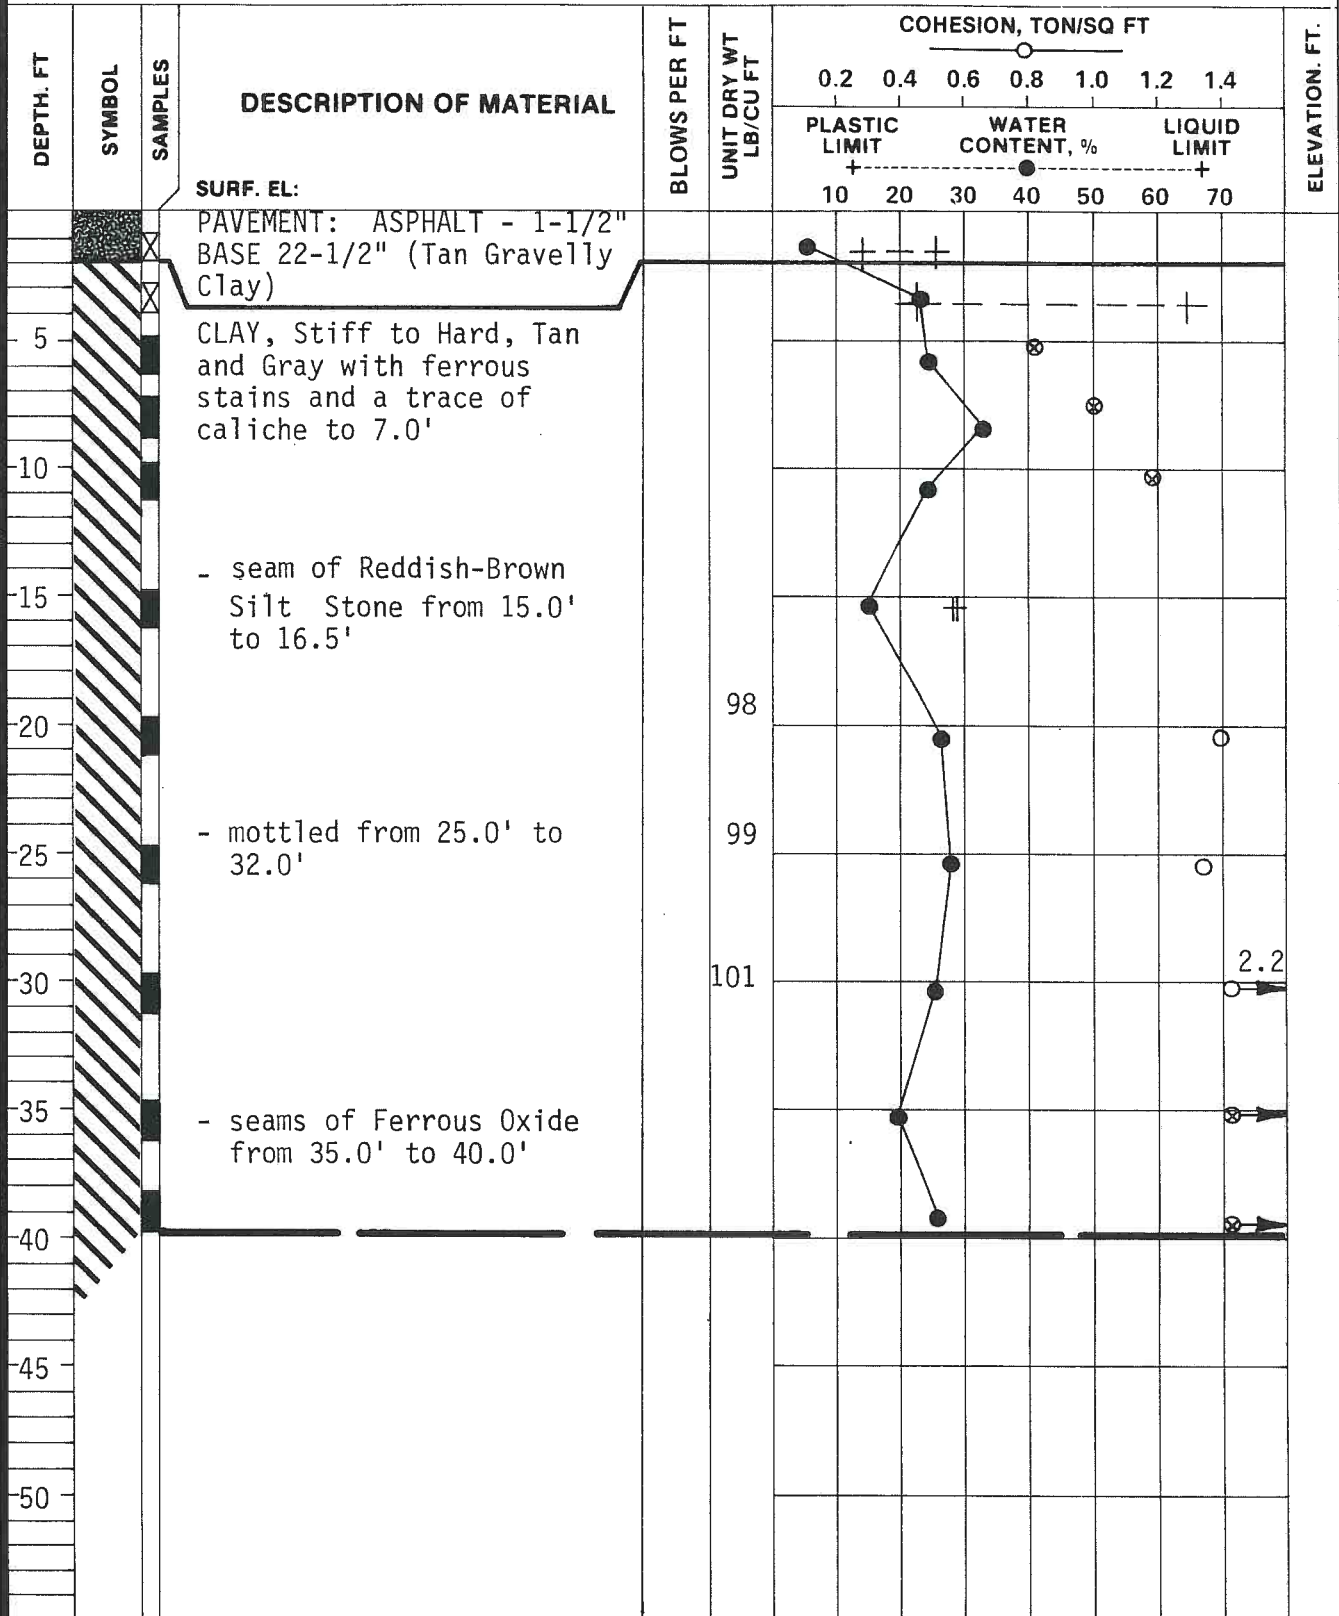 DEPTH. FT
SYMBOL
SAMPLES
DESCRIPTION OF MATERIAL
SURF. EL:
BLOWS PER FT
UNIT DRY WT
LB/CU FT
COHESION, TON/SQ FT
0.2 0.4 0.6 0.8 1.0 1.2 1.4
PLASTIC LIMIT
WATER CONTENT, %
LIQUID LIMIT
10 20 30 40 50 60 70
ELEVATION. FT.
PAVEMENT: ASPHALT - 1-1/2"
BASE 22-1/2" (Tan Gravelly
Clay)
5
CLAY, Stiff to Hard, Tan
and Gray with ferrous
stains and a trace of
caliche to 7.0'
10
- seam of Reddish-Brown
15
Silt Stone from 15.0'
to 16.5'
98
20
- mottled from 25.0' to
99
25
32.0'
2.2
30
101
35
- seams of Ferrous Oxide
from 35.0' to 40.0'
40
45
50